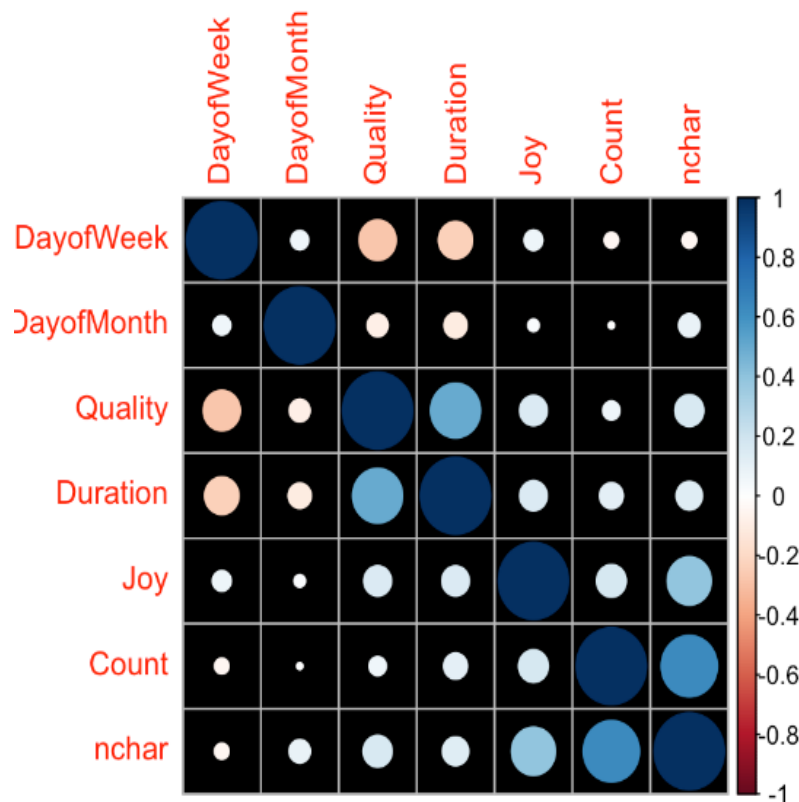 DayofWeek
DayofMonth
Quality
Duration
Joy
Count
nchar
DayofWeek
DayofMonth
Quality
Duration
Joy
Count
nchar
1
0.8
0.6
0.4
0.2
0
-0.2
-0.4
-0.6
-0.8
-1